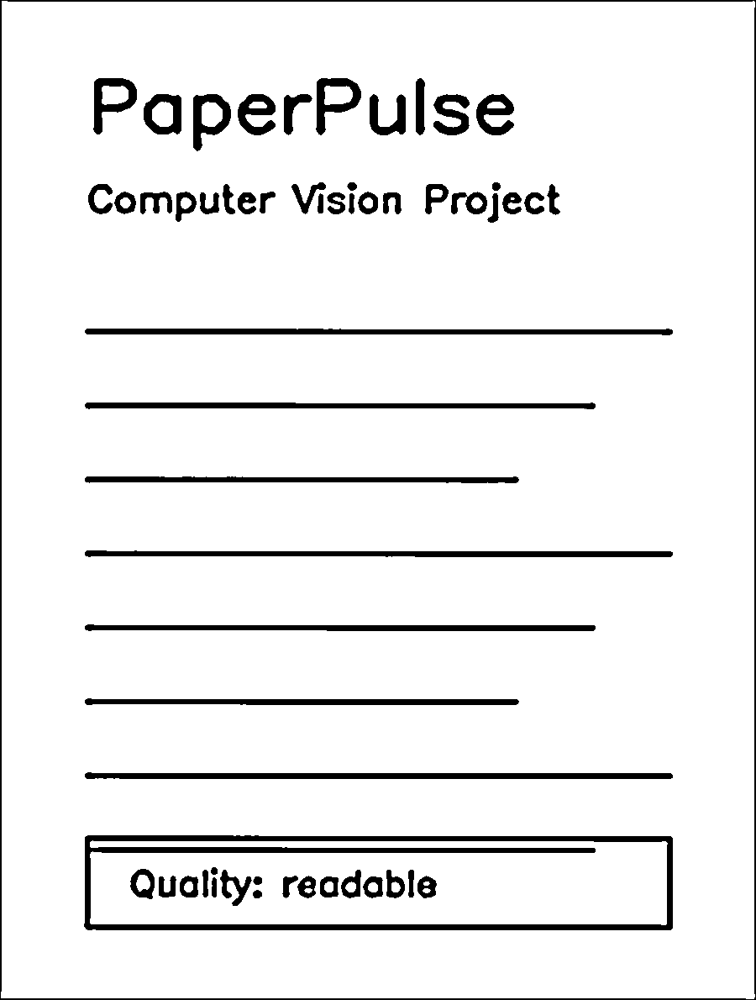 PaperPulse
Computer Vision Project
Quality: readable